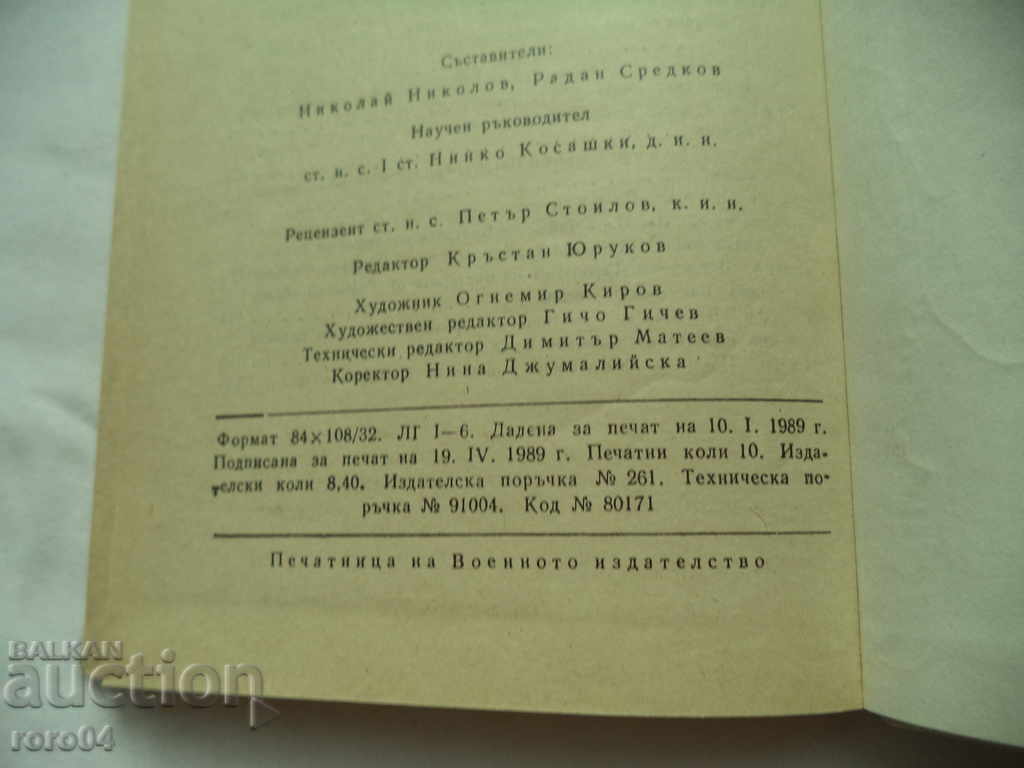 Съставители:
Николай Николов, Радан Средков
Научен ръководител
ст. н. с. I ст. Нинко Косашки, д. и. н.
Рецензент ст. н. с. Петър Стоилов, к. и. н.
Редактор Кръстан Юруков
Художник Огнемир Киров
Художествен редактор Гичо Гичев
Технически редактор Димитър Матеев
Коректор Нина Джумалийска
Формат 84×108/32. ЛГ I—6. Дадена за печат на 10. I. 1989 г.
Подписана за печат на 19. IV. 1989 г. Печатни коли 10. Изда-
телски коли 8,40. Издателска поръчка № 261. Техническа по-
ръчка № 91004. Код № 80171
Печатница на Военното издателство
BALKAN
auction
roro04